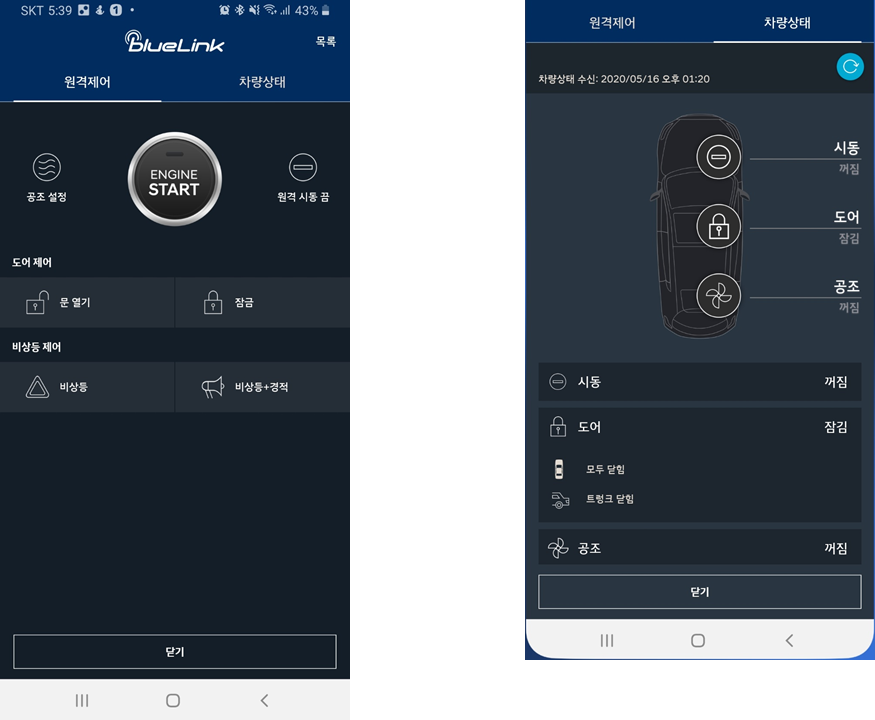 SKT 5:39
1
43%
blueLink
목록
원격제어
차량상태
공조 설정
ENGINE
START
원격 시동 끔
도어 제어
문 열기
잠금
비상등 제어
비상등
비상등+경적
닫기
원격제어
차량상태
차량상태 수신: 2020/05/16 오후 01:20
시동
꺼짐
도어
잠김
공조
꺼짐
시동
꺼짐
도어
잠김
모두 닫힘
트렁크 닫힘
공조
꺼짐
닫기